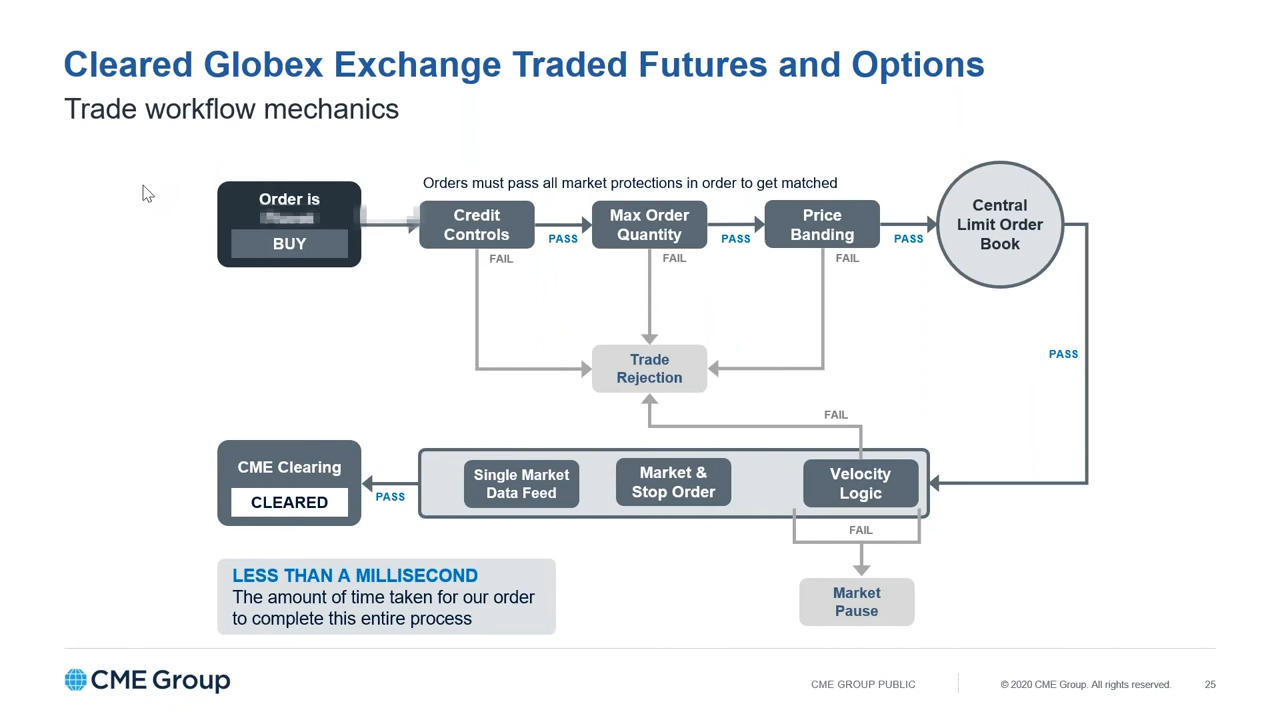 Cleared Globex Exchange Traded Futures and Options
Trade workflow mechanics
Orders must pass all market protections in order to get matched
Order is
BUY
Credit
Controls
PASS
Max Order
Quantity
PASS
Price
Banding
PASS
Central
Limit Order
Book
FAIL
FAIL
FAIL
PASS
Trade
Rejection
FAIL
CME Clearing
CLEARED
PASS
Single Market
Data Feed
Market &
Stop Order
Velocity
Logic
FAIL
Market
Pause
LESS THAN A MILLISECOND
The amount of time taken for our order
to complete this entire process
CME Group
CME GROUP PUBLIC
© 2020 CME Group. All rights reserved.
25